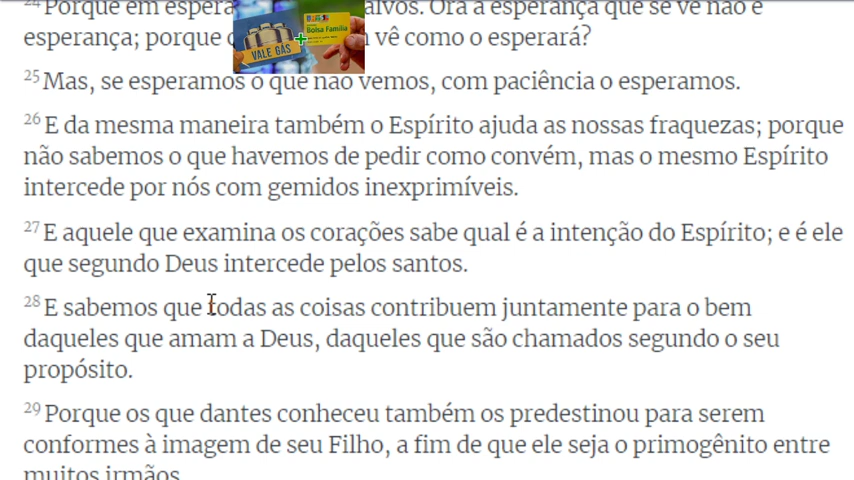 24 Porque em espera alvos. Ora a esperança que se vê não é
esperança; porque o vê como o esperará?
VALE GÁS
Bolsa Família
25 Mas, se esperamos o que não vemos, com paciência o esperamos.
26 E da mesma maneira também o Espírito ajuda as nossas fraquezas; porque
não sabemos o que havemos de pedir como convém, mas o mesmo Espírito
intercede por nós com gemidos inexprimíveis.
27 E aquele que examina os corações sabe qual é a intenção do Espírito; e é ele
que segundo Deus intercede pelos santos.
28 E sabemos que todas as coisas contribuem juntamente para o bem
daqueles que amam a Deus, daqueles que são chamados segundo o seu
propósito.
29 Porque os que dantes conheceu também os predestinou para serem
conformes à imagem de seu Filho, a fim de que ele seja o primogênito entre
muitos irmãos.